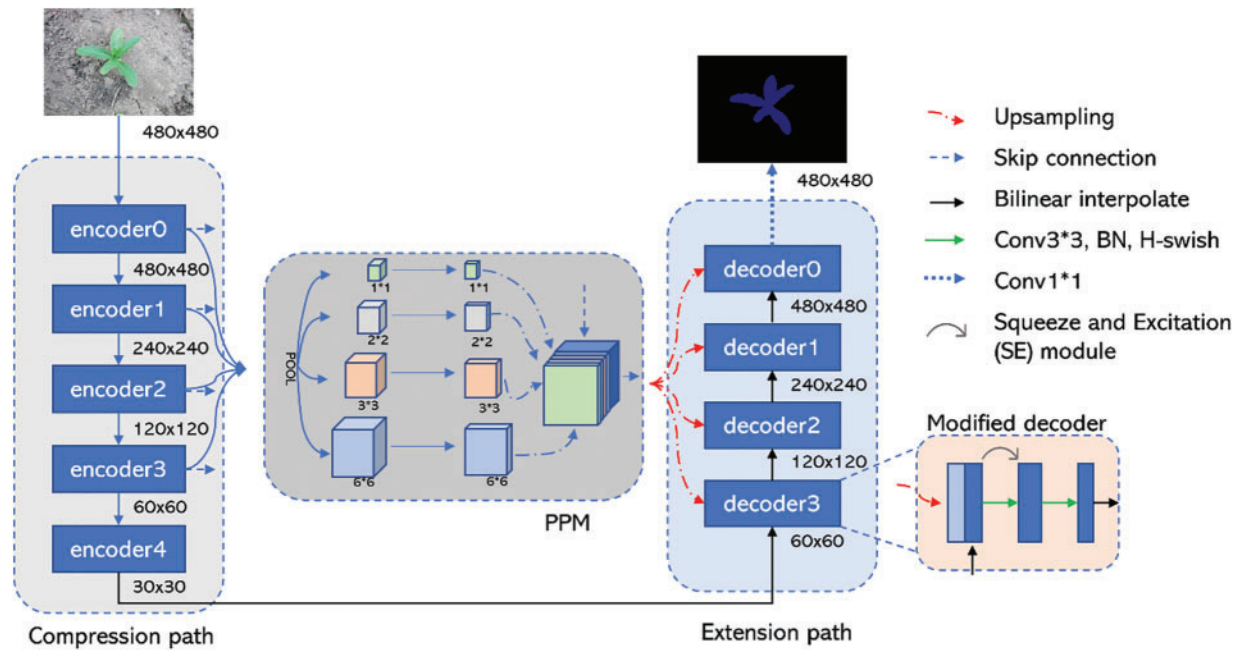 480x480
encoder0
480x480
encoder1
240x240
encoder2
120x120
encoder3
60x60
encoder4
30x30
Compression path
POOL
1*1
1*1
2*2
2*2
3*3
3*3
6*6
6*6
PPM
480x480
decoder0
480x480
decoder1
240x240
decoder2
120x120
decoder3
60x60
Extension path
Upsampling
Skip connection
Bilinear interpolate
Conv3*3, BN, H-swish
Conv1*1
Squeeze and Excitation
(SE) module
Modified decoder